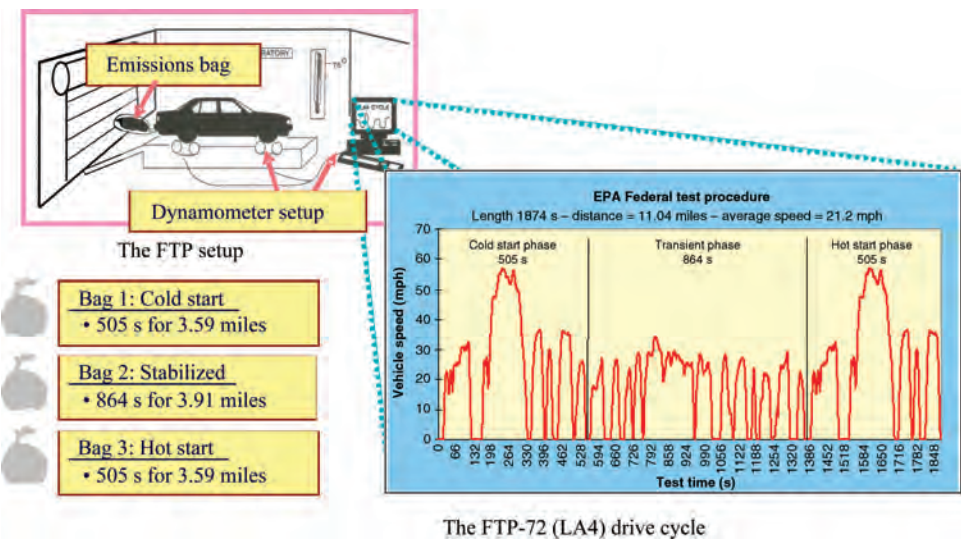 RATORY
75°
Emissions bag
LA4 CYCLE
Dynamometer setup
The FTP setup
Bag 1: Cold start
• 505 s for 3.59 miles
Bag 2: Stabilized
• 864 s for 3.91 miles
Bag 3: Hot start
• 505 s for 3.59 miles
EPA Federal test procedure
Length 1874 s – distance = 11.04 miles – average speed = 21.2 mph
Cold start phase
505 s
Transient phase
864 s
Hot start phase
505 s
Vehicle speed (mph)
70
60
50
40
30
20
10
0
0 66 132 198 264 330 396 462 528 594 660 726 792 858 924 990 1056 1122 1188 1254 1320 1386 1452 1518 1584 1650 1716 1782 1848
Test time (s)
The FTP-72 (LA4) drive cycle